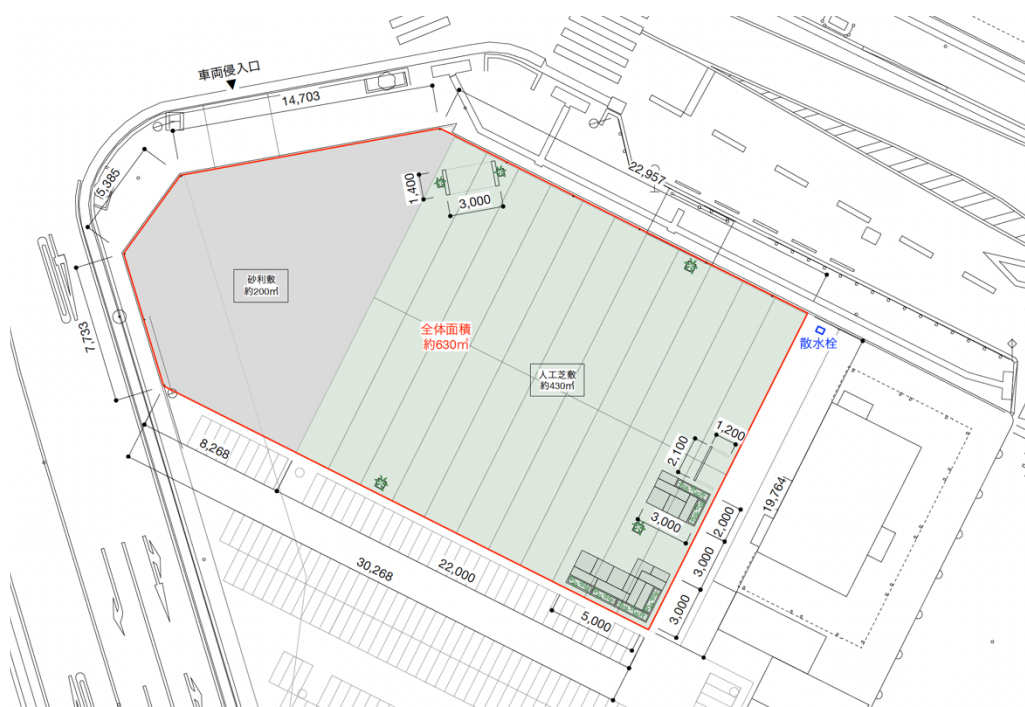 車両侵入口
14,703
5,385
22,957
1,400
3,000
砂利敷
約200㎡
7,733
全体面積
約630㎡
散水栓
人工芝敷
約430㎡
1,200
2,100
8,268
19,764
3,000
2,000
3,000
30,268
22,000
5,000
3,000